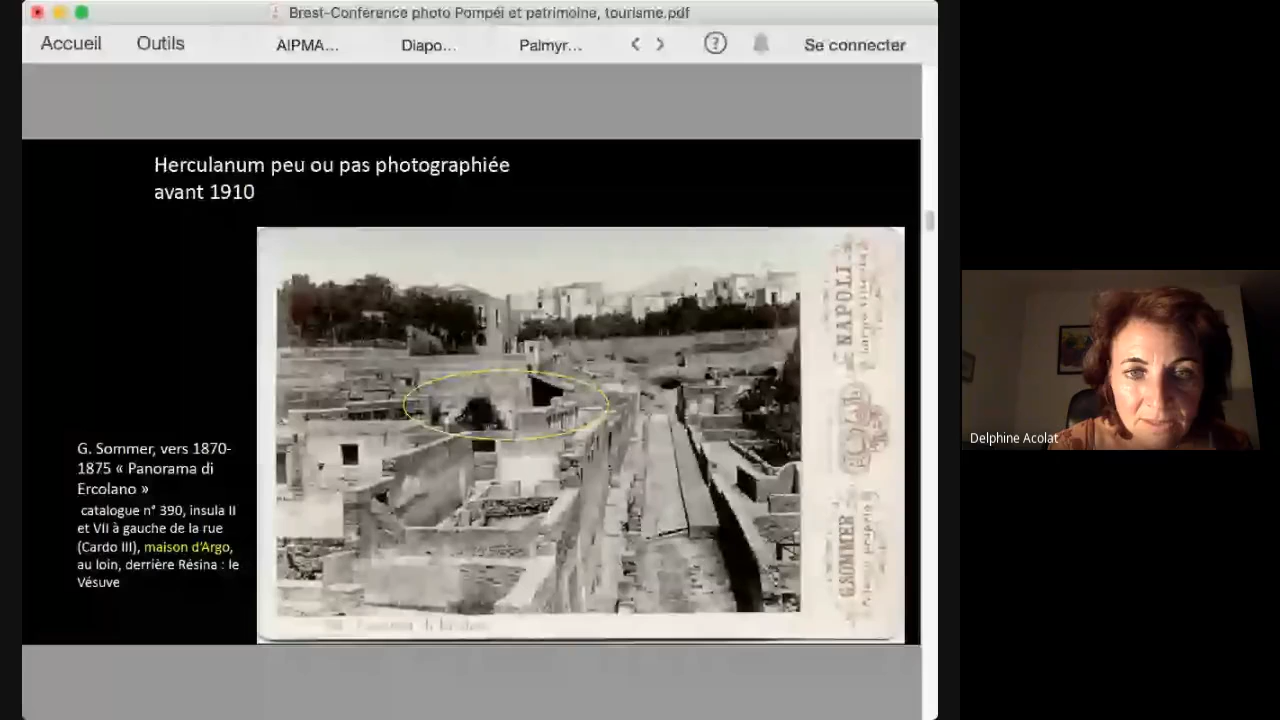 Brest-Conférence photo Pompéi et patrimoine, tourisme.pdf
Accueil Outils AIPMA... Diapo... Palmyr... Se connecter
Herculanum peu ou pas photographiée
avant 1910
G. Sommer, vers 1870-
1875 « Panorama di
Ercolano »
catalogue n° 390, insula II
et VII à gauche de la rue
(Cardo III), maison d'Argo,
au loin, derrière Résina : le
Vésuve
G.SOMMER
NAPOLI
Delphine Acolat